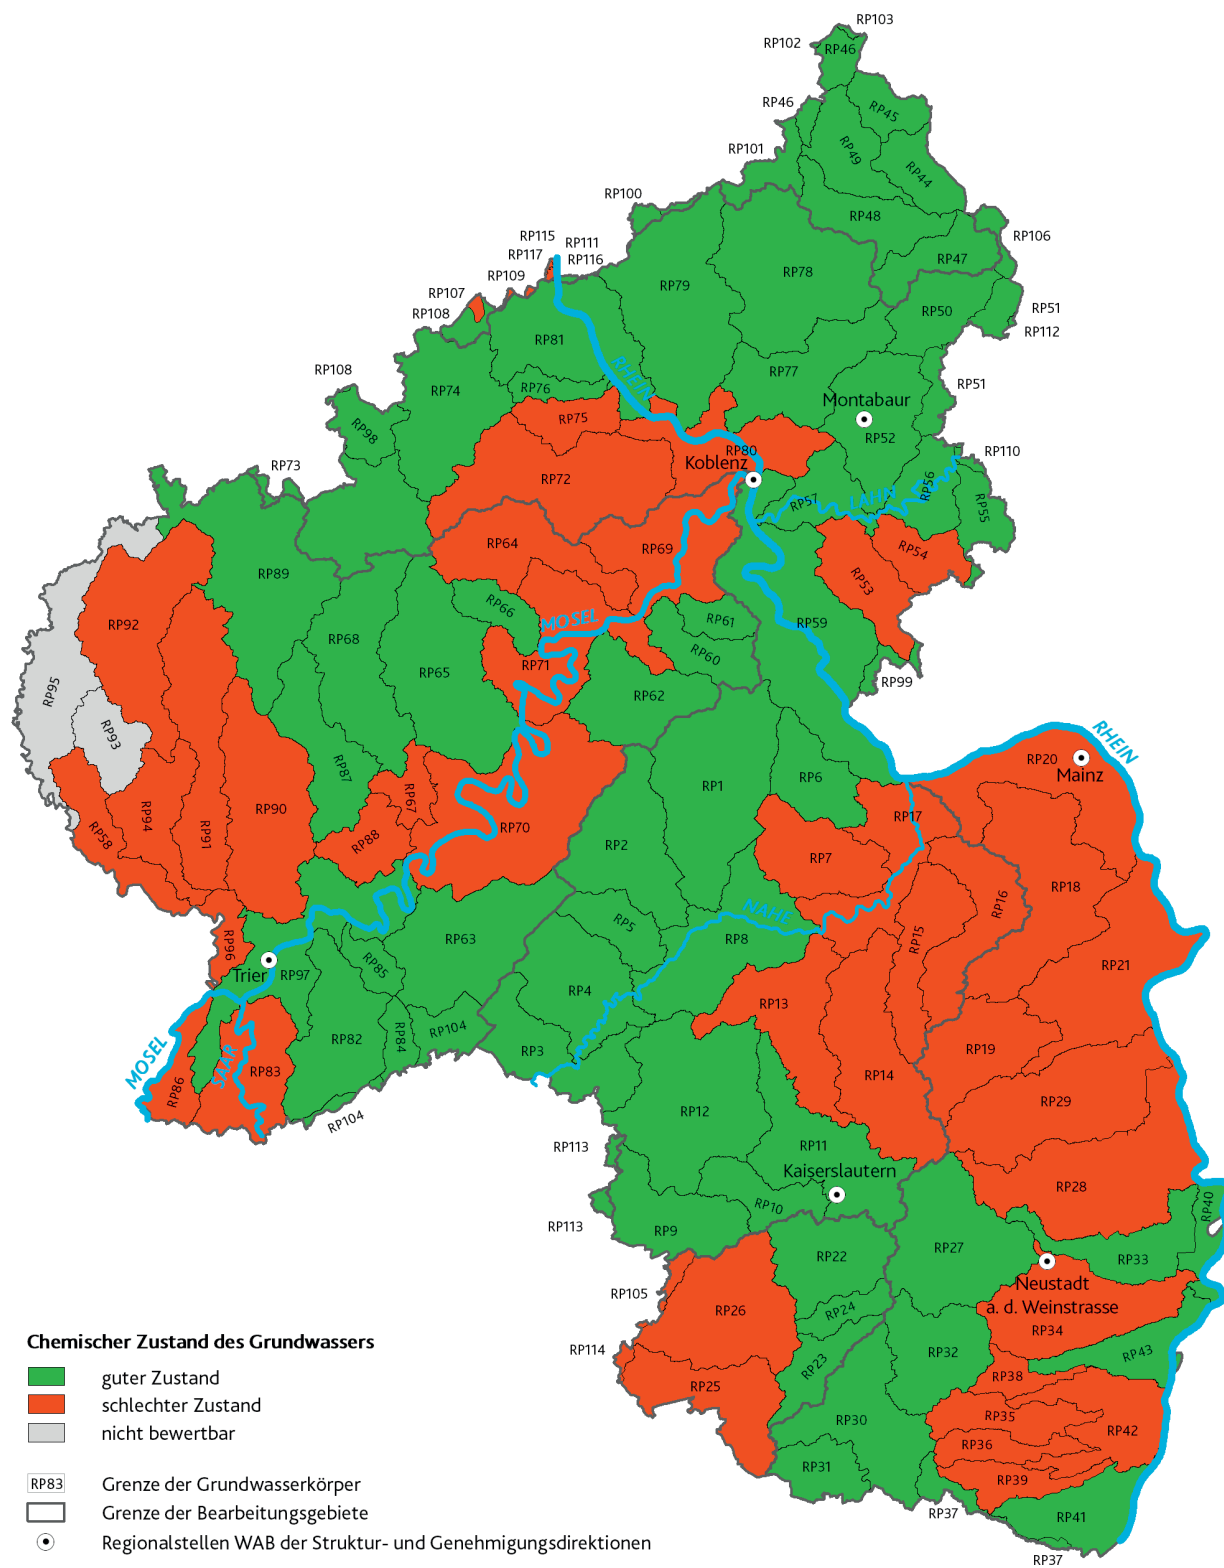 RP103
RP102
RP46
RP46
RP45
RP101
RP49
RP44
RP100
RP48
RP106
RP115
RP111
RP117
RP116
RP47
RP109
RP78
RP79
RP107
RP108
RP50
RP51
RP112
RP81
RHEIN
RP77
RP108
RP74
RP76
RP51
Montabaur
RP75
RP98
RP52
RP80
RP110
Koblenz
RP73
RP72
RP56
LAHN
RP57
RP55
RP64
RP69
RP54
RP89
RP53
RP66
MOSEL
RP61
RP59
RP92
RP68
RP60
RP71
RP65
RP99
RP95
RP62
RP93
RHEIN
RP20
Mainz
RP87
RP1
RP6
RP67
RP90
RP94
RP91
RP58
RP88
RP70
RP17
RP2
RP7
RP18
RP16
NAHE
RP5
RP8
RP15
RP63
RP96
Trier
RP97
RP85
RP21
RP4
RP13
RP82
RP84
RP104
RP3
RP19
MOSEL
SAAR
RP83
RP86
RP14
RP104
RP12
RP29
RP113
RP11
Kaiserslautern
RP28
RP113
RP10
RP9
RP40
RP27
RP22
RP33
RP105
Neustadt
a. d. Weinstrasse
RP26
RP24
RP34
RP114
RP23
RP32
RP43
RP25
RP38
RP30
RP35
RP42
RP36
RP31
RP39
RP37
RP41
RP37
Chemischer Zustand des Grundwassers
guter Zustand
schlechter Zustand
nicht bewertbar
RP83 Grenze der Grundwasserkörper
Grenze der Bearbeitungsgebiete
Regionalstellen WAB der Struktur- und Genehmigungsdirektionen